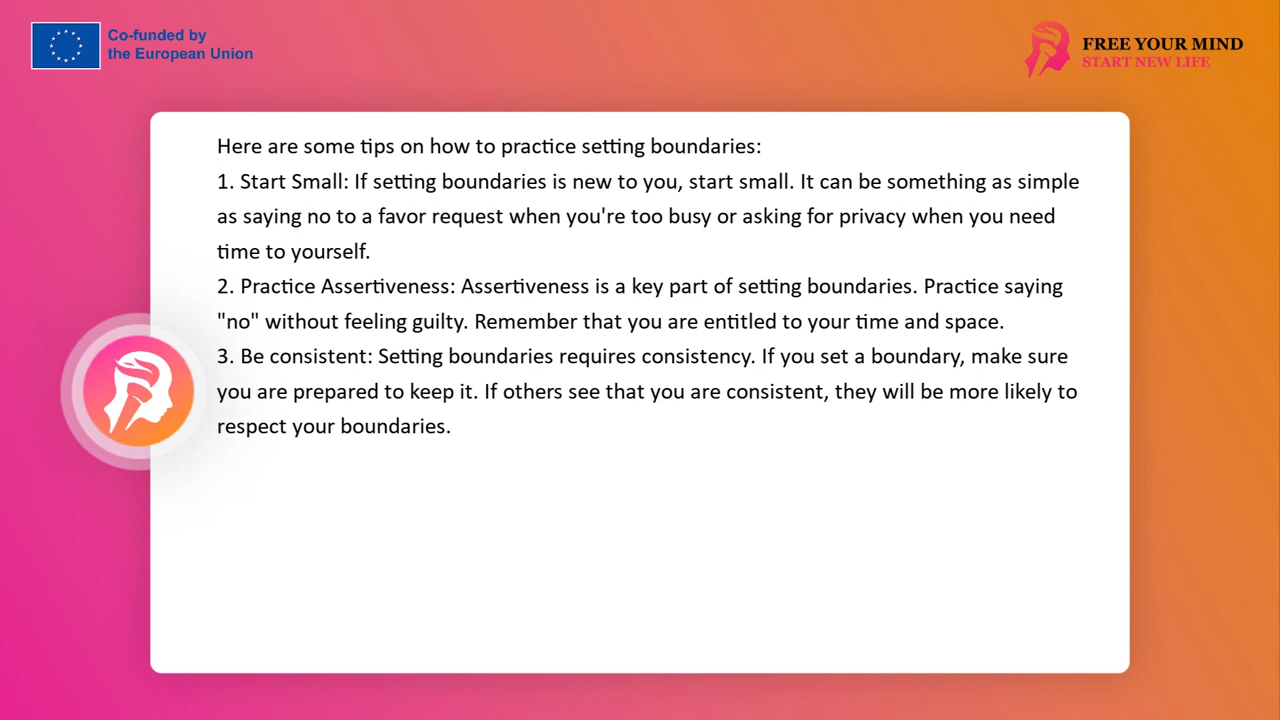 Co-funded by
the European Union
FREE YOUR MIND
START NEW LIFE
Here are some tips on how to practice setting boundaries:
1. Start Small: If setting boundaries is new to you, start small. It can be something as simple
as saying no to a favor request when you're too busy or asking for privacy when you need
time to yourself.
2. Practice Assertiveness: Assertiveness is a key part of setting boundaries. Practice saying
"no" without feeling guilty. Remember that you are entitled to your time and space.
3. Be consistent: Setting boundaries requires consistency. If you set a boundary, make sure
you are prepared to keep it. If others see that you are consistent, they will be more likely to
respect your boundaries.